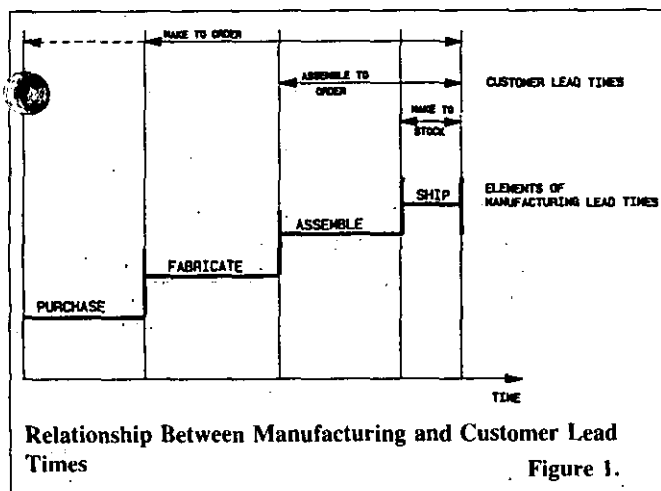 MAKE TO ORDER
ASSEMBLE TO
ORDER
CUSTOMER LEAD TIMES
MAKE TO
STOCK
SHIP
ELEMENTS OF
MANUFACTURING LEAD TIMES
ASSEMBLE
FABRICATE
PURCHASE
TIME
Relationship Between Manufacturing and Customer Lead
Times
Figure 1.